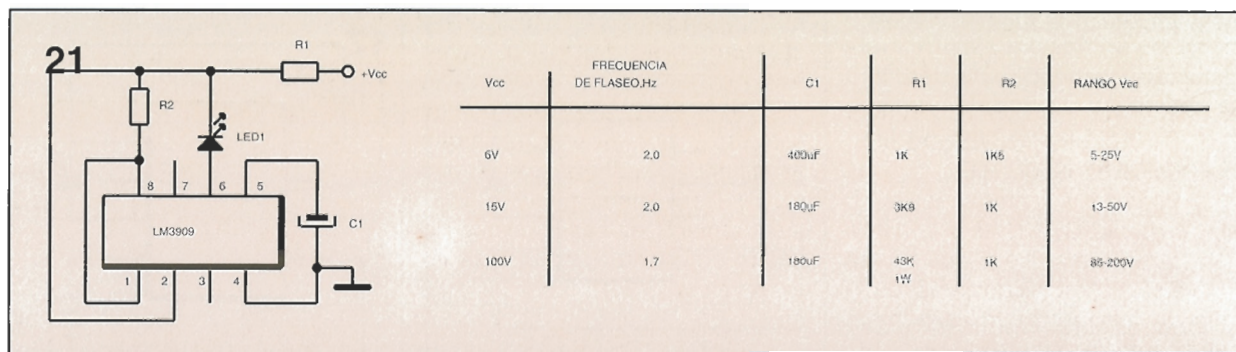 21
R1
+Vcc
R2
LED1
8 7 6 5
LM3909
C1
1 2 3 4
Vcc FRECUENCIA DE FLASEO,Hz C1 R1 R2 RANGO Vcc
6V 2,0 400uF 1K 1K5 5-25V
15V 2,0 180uF 3K9 1K 13-50V
100V 1,7 180uF 43K 1W 1K 85-200V